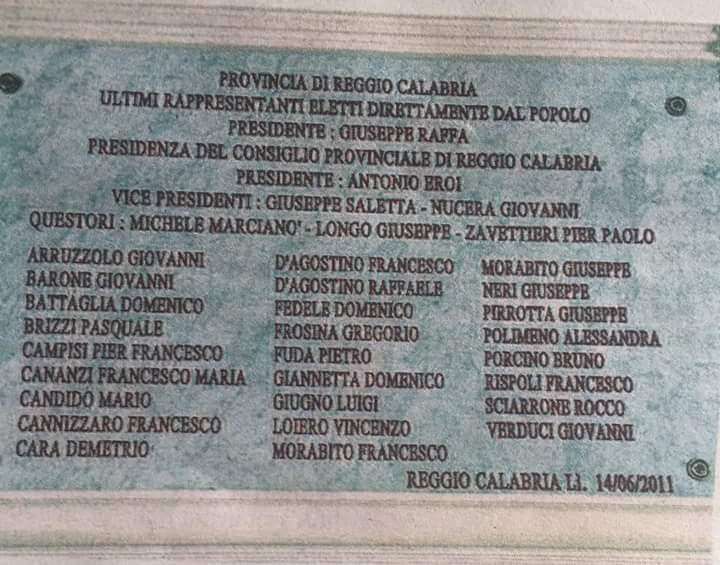 PROVINCIA DI REGGIO CALABRIA
ULTIMI RAPPRESENTANTI ELETTI DIRETTAMENTE DAL POPOLO
PRESIDENTE : GIUSEPPE RAFFA
PRESIDENZA DEL CONSIGLIO PROVINCIALE DI REGGIO CALABRIA
PRESIDENTE : ANTONIO EROI
VICE PRESIDENTI : GIUSEPPE SALETTA - NUCERA GIOVANNI
QUESTORI : MICHELE MARCIANO' - LONGO GIUSEPPE - ZAVETTIERI PIER PAOLO
ARRUZZOLO GIOVANNI
BARONE GIOVANNI
BATTAGLIA DOMENICO
BRIZZI PASQUALE
CAMPISI PIER FRANCESCO
CANANZI FRANCESCO MARIA
CANDIDO MARIO
CANNIZZARO FRANCESCO
CARA DEMETRIO
D'AGOSTINO FRANCESCO
D'AGOSTINO RAFFAELE
FEDELE DOMENICO
FROSINA GREGORIO
FUDA PIETRO
GIANNETTA DOMENICO
GIUGNO LUIGI
LOIERO VINCENZO
MORABITO FRANCESCO
MORABITO GIUSEPPE
NERI GIUSEPPE
PIRROTTA GIUSEPPE
POLIMENO ALESSANDRA
PORCINO BRUNO
RISPOLI FRANCESCO
SCIARRONE ROCCO
VERDUCI GIOVANNI
REGGIO CALABRIA Lì. 14/06/2011